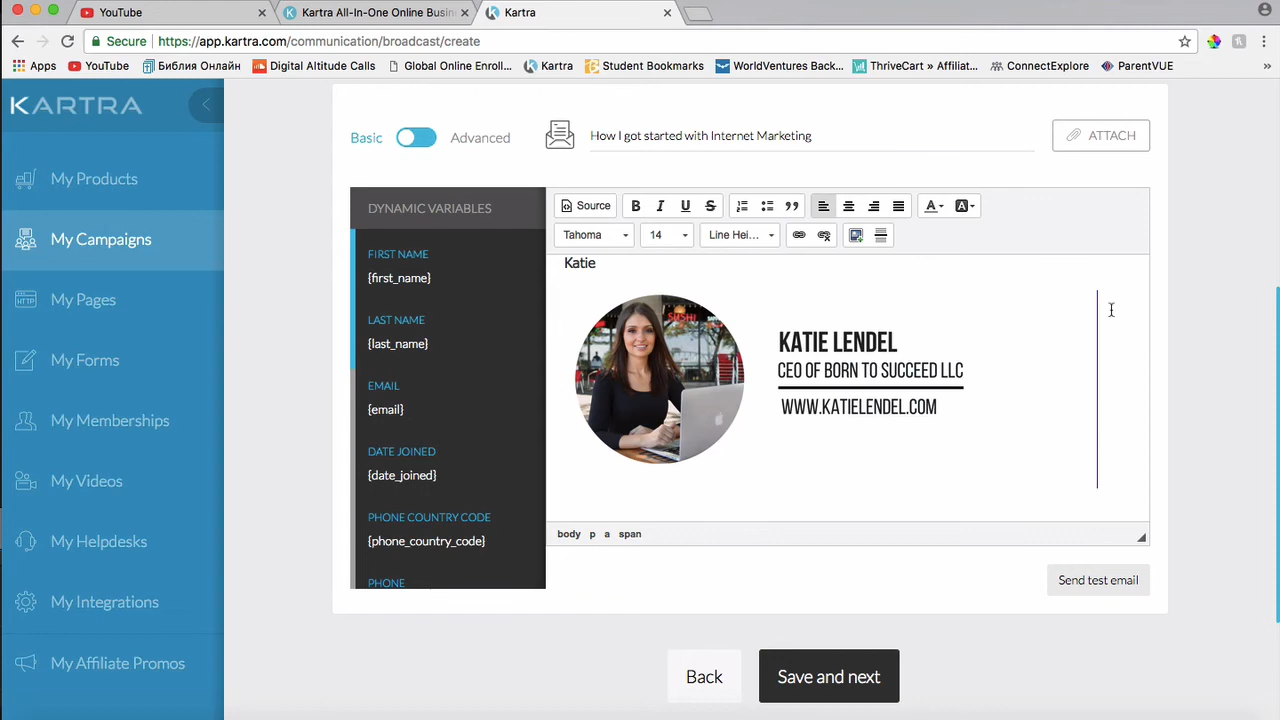 YouTube
Kartra All-In-One Online Busin
Kartra
Secure
https://app.kartra.com/communication/broadcast/create
Apps
YouTube
Библия Онлайн
Digital Altitude Calls
Global Online Enroll...
Kartra
Student Bookmarks
WorldVentures Back...
ThriveCart » Affiliat...
ConnectExplore
ParentVUE
»
KARTRA
My Products
My Campaigns
My Pages
My Forms
My Memberships
My Videos
My Helpdesks
My Integrations
My Affiliate Promos
HTTP
Basic
Advanced
How I got started with Internet Marketing
ATTACH
DYNAMIC VARIABLES
FIRST NAME
{first_name}
LAST NAME
{last_name}
EMAIL
{email}
DATE JOINED
{date_joined}
PHONE COUNTRY CODE
{phone_country_code}
PHONE
Source
B I U S
A A
Tahoma
14
Line Hei...
Katie
SUSHI
KATIE LENDEL
CEO OF BORN TO SUCCEED LLC
WWW.KATIELENDEL.COM
body p a span
Send test email
Back
Save and next